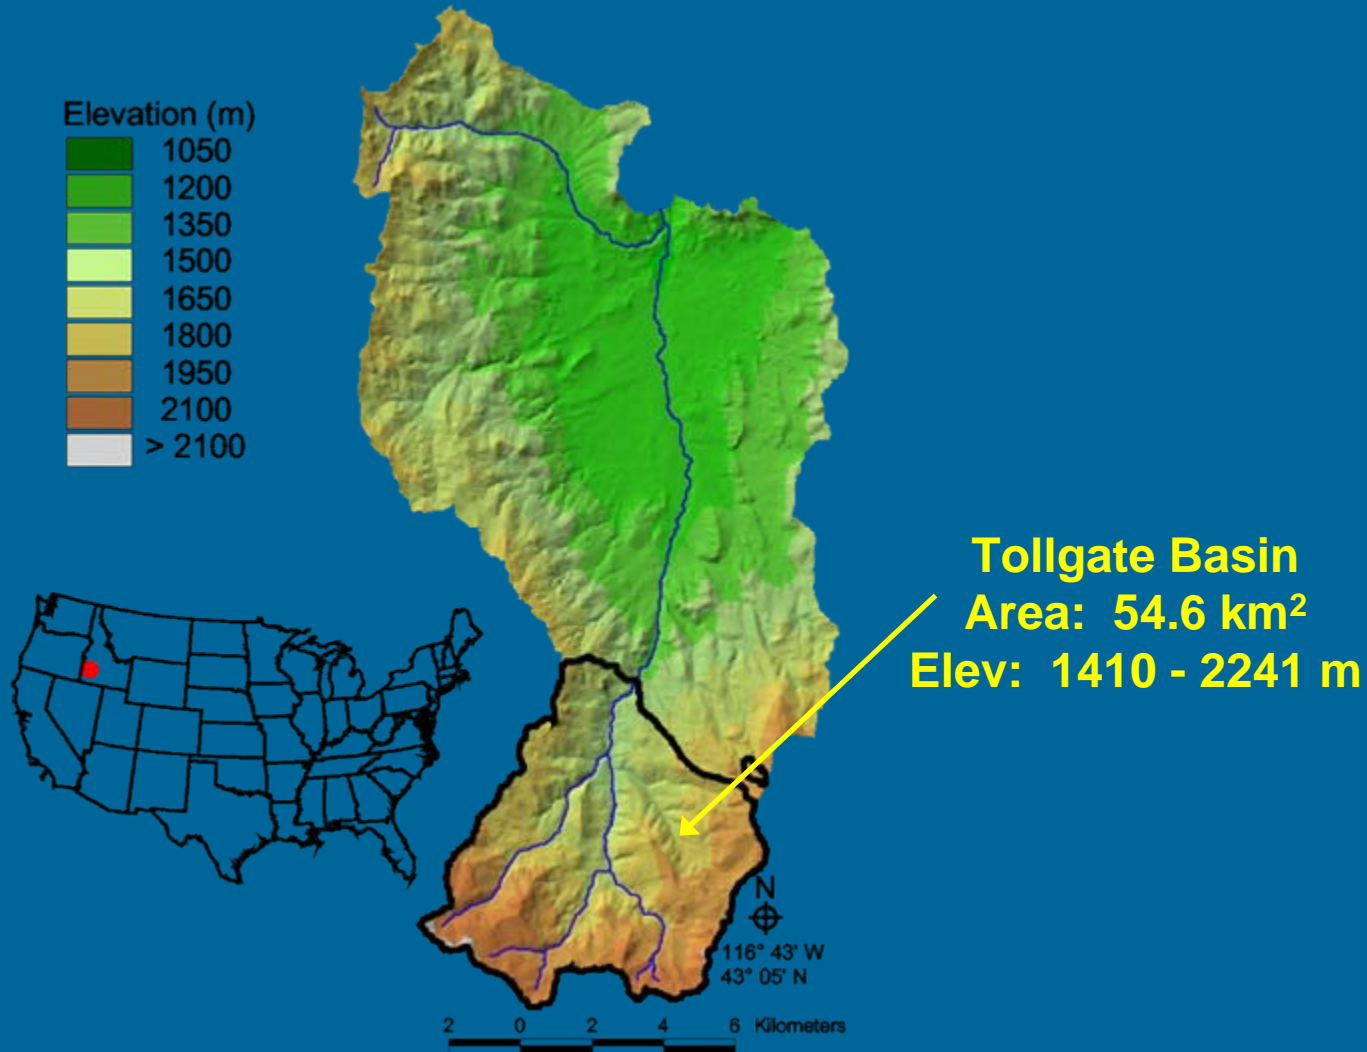 Elevation (m)
1050
1200
1350
1500
1650
1800
1950
2100
> 2100
Tollgate Basin
Area: 54.6 km²
Elev: 1410 - 2241 m
N
116° 43' W
43° 05' N
2 0 2 4 6 Kilometers